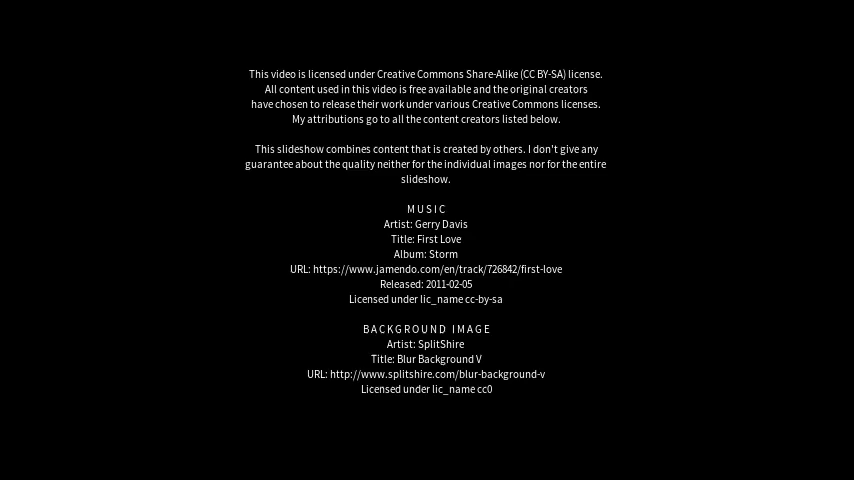 This video is licensed under Creative Commons Share-Alike (CC BY-SA) license.
All content used in this video is free available and the original creators
have chosen to release their work under various Creative Commons licenses.
My attributions go to all the content creators listed below.
This slideshow combines content that is created by others. I don't give any
guarantee about the quality neither for the individual images nor for the entire
slideshow.
MUSIC
Artist: Gerry Davis
Title: First Love
Album: Storm
URL: https://www.jamendo.com/en/track/726842/first-love
Released: 2011-02-05
Licensed under lic_name cc-by-sa
BACKGROUND IMAGE
Artist: SplitShire
Title: Blur Background V
URL: http://www.splitshire.com/blur-background-v
Licensed under lic_name cc0